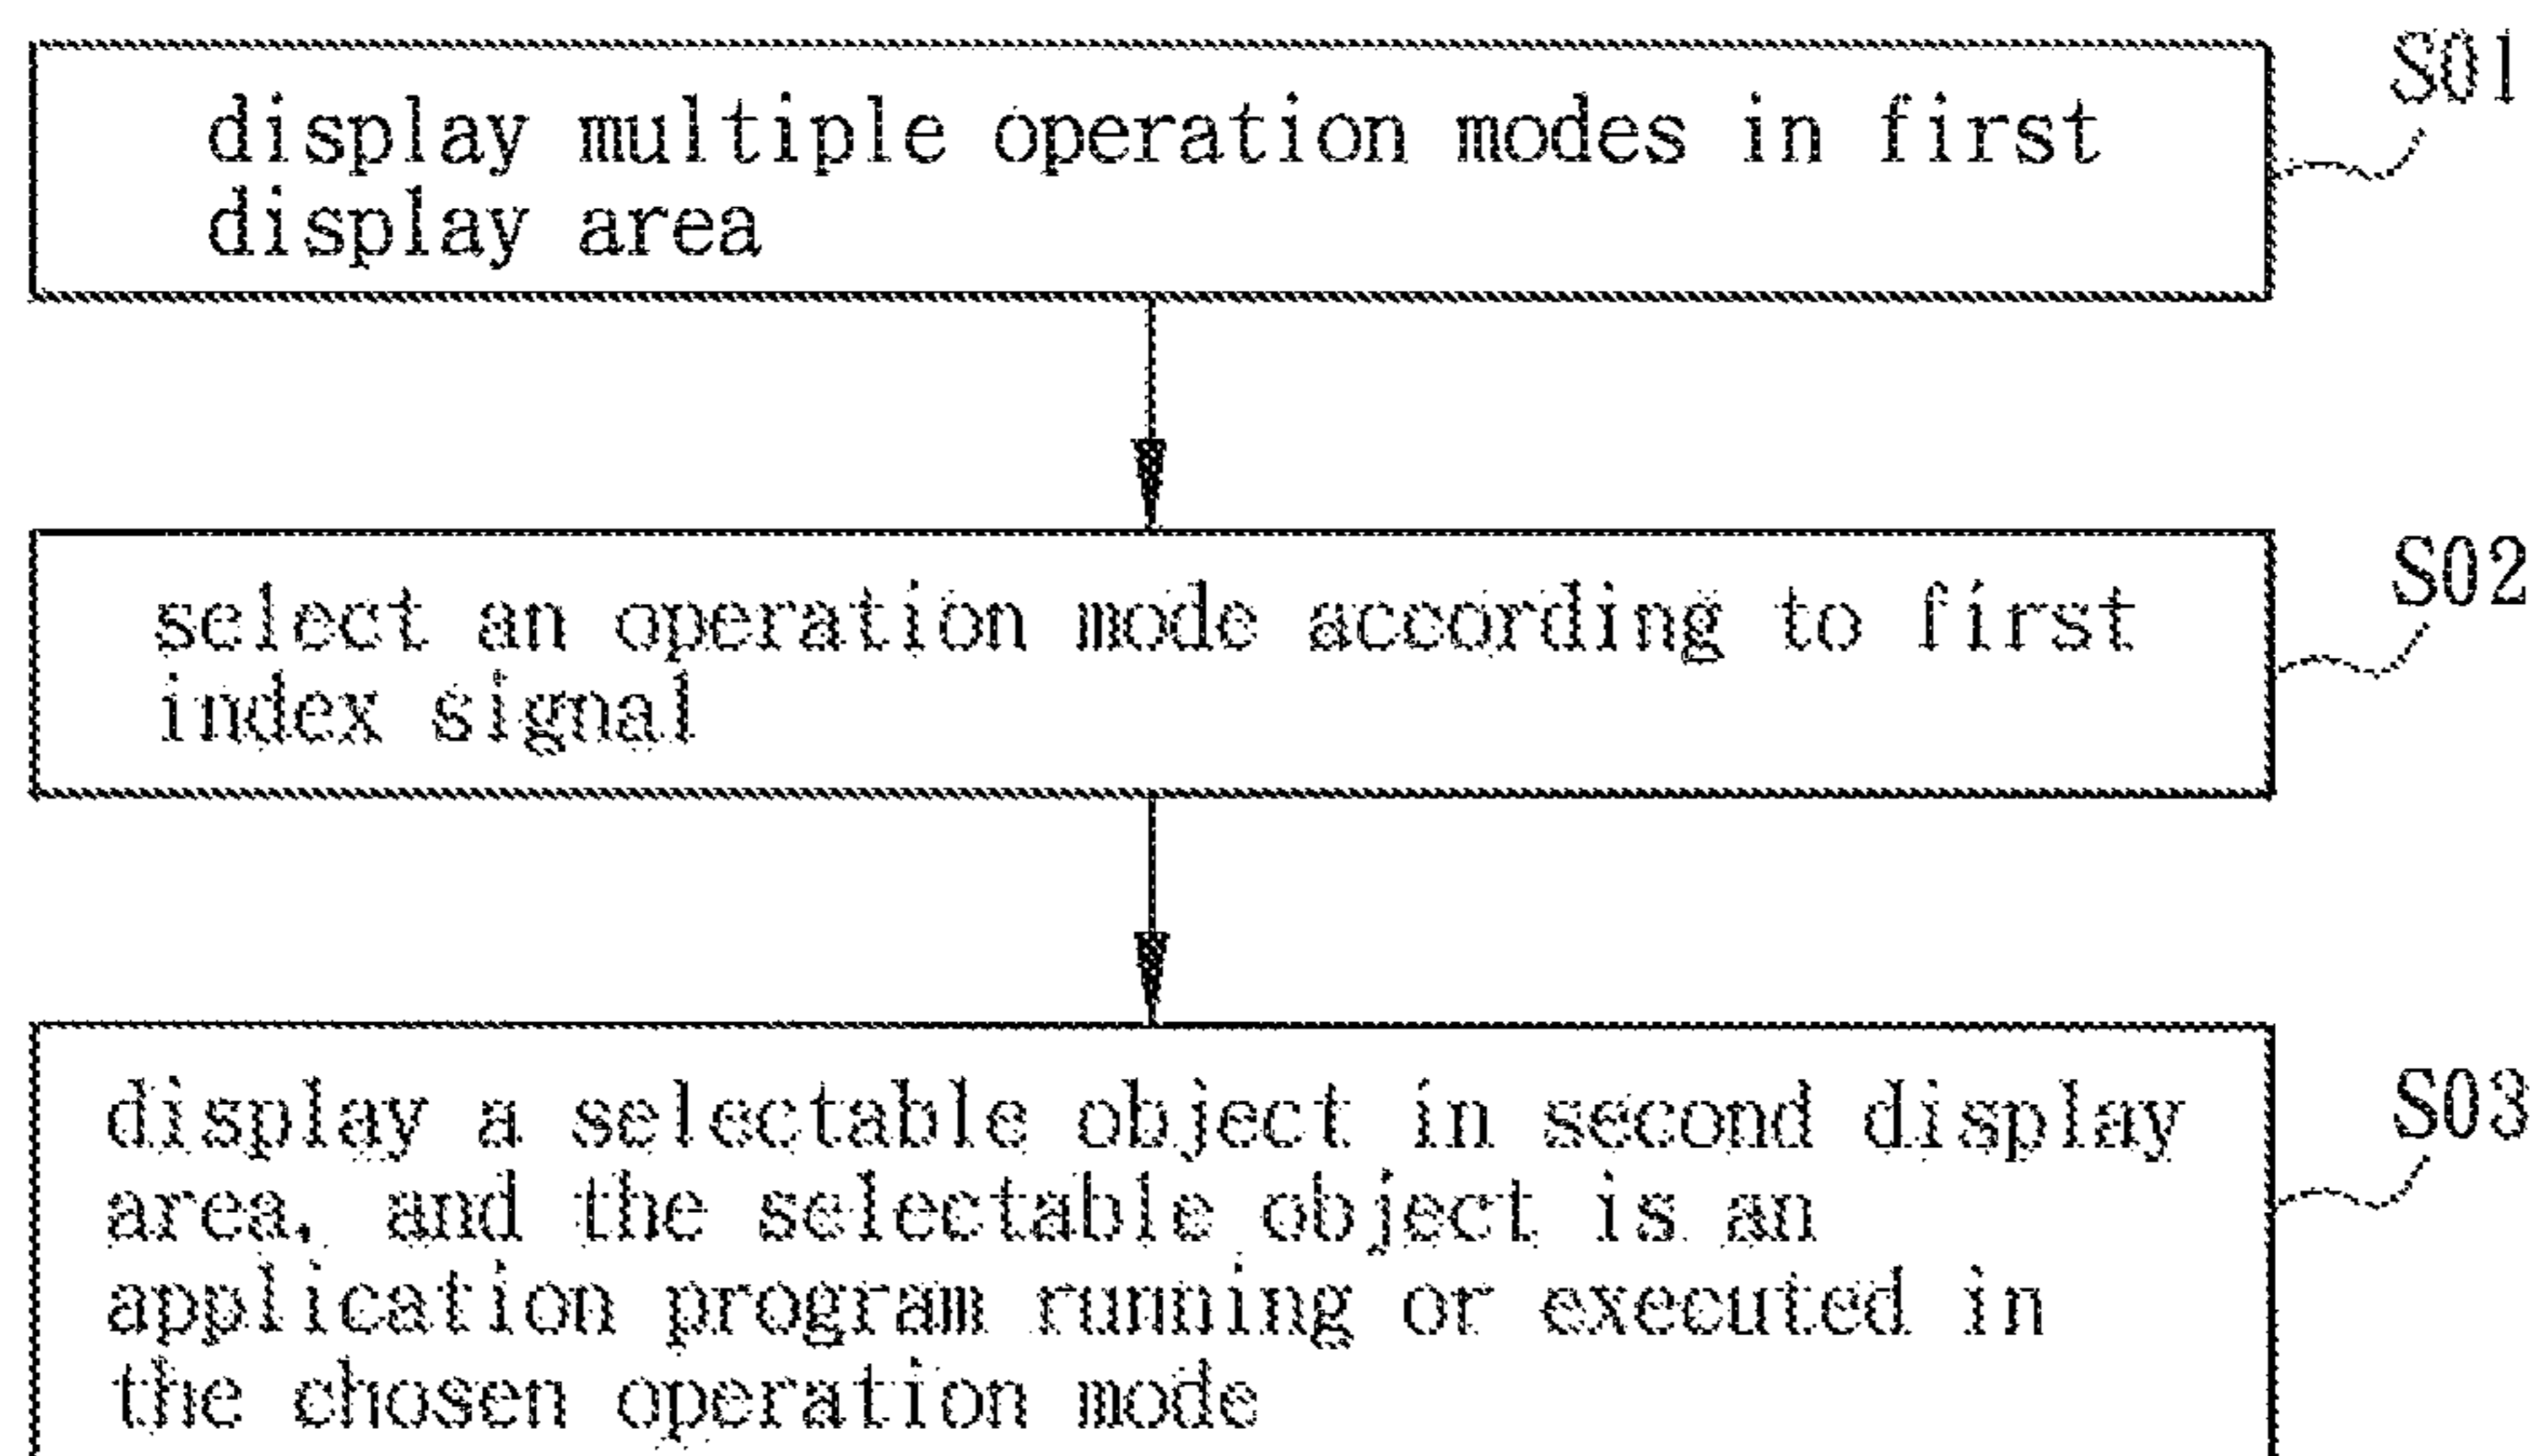 S01
display multiple operation modes in first
display area
S02
select an operation mode according to first
index signal
S03
display a selectable object in second display
area, and the selectable object is an
application program running or executed in
the chosen operation mode